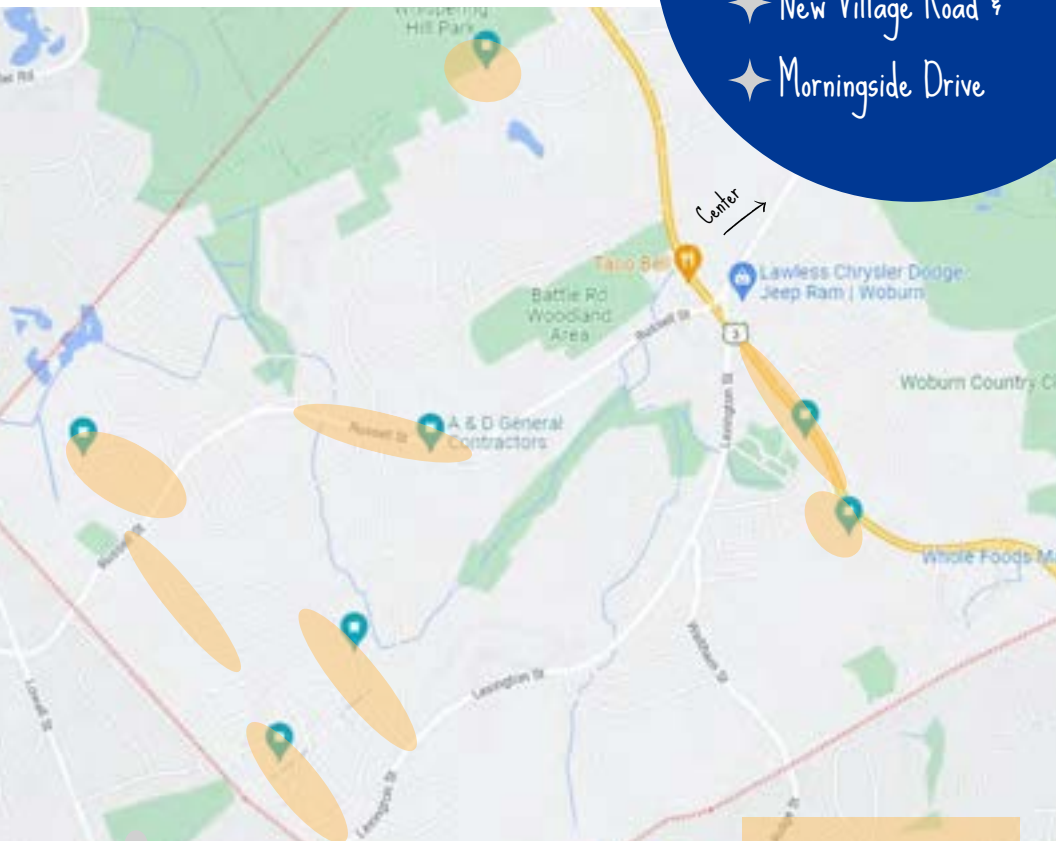 New Village Road &
Morningside Drive
Whispering
Hill Park
Center
Taco Bell
Lawless Chrysler Dodge
Jeep Ram | Woburn
Battle Rd
Woodland
Area
Russell St
3
Woburn Country
Lexington St
A & D General
Contractors
Russell St
Russell St
Whole Foods
Lexington St
Waltham St
Lowell St
Lexington St